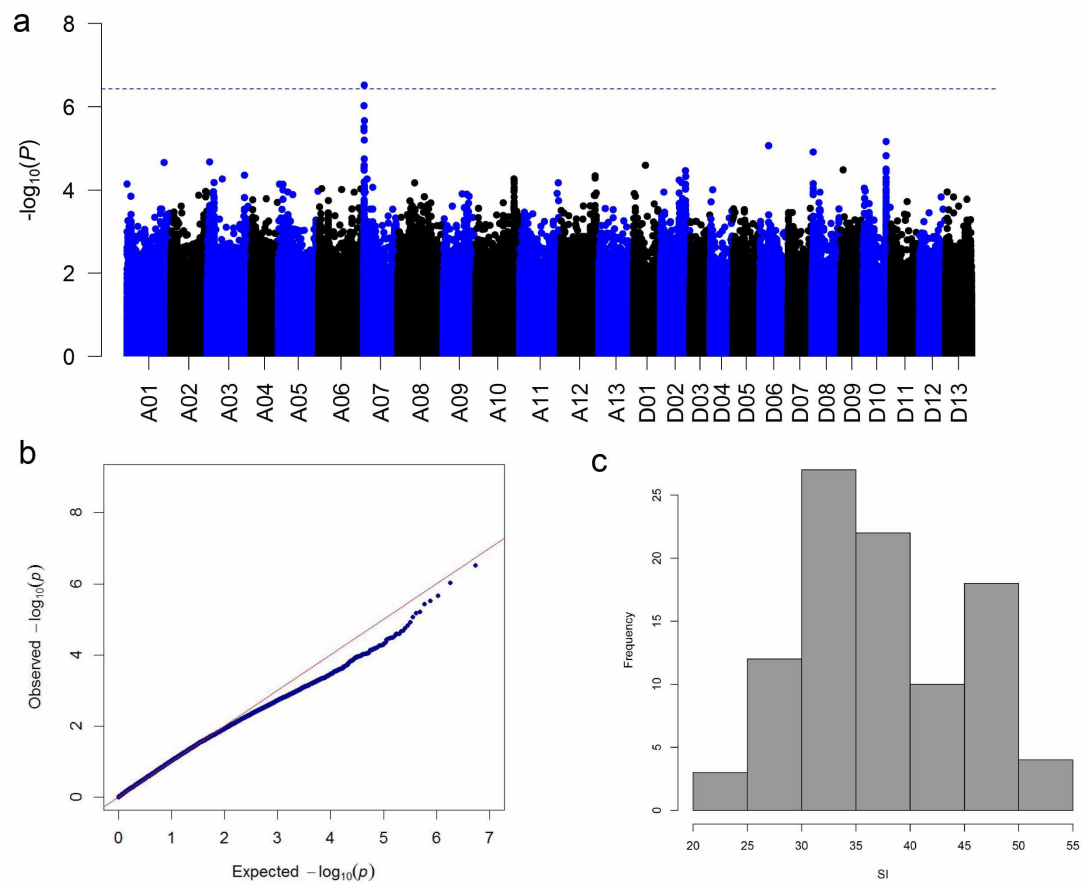 a
8
6
4
2
0
-log10(P)
A01 A02 A03 A04 A05 A06 A07 A08 A09 A10 A11 A12 A13 D01 D02 D03 D04 D05 D06 D07 D08 D09 D10 D11 D12 D13
b
8
6
4
2
0
Observed −log10(p)
0 1 2 3 4 5 6 7
Expected −log10(p)
c
25
20
15
10
5
0
Frequency
20 25 30 35 40 45 50 55
SI